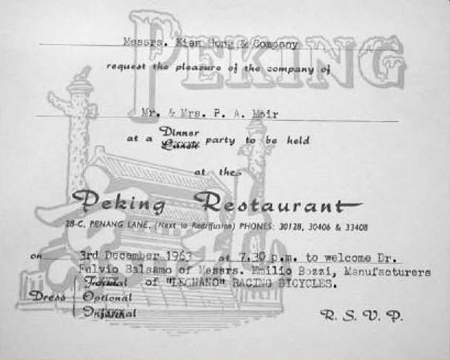 PEKING
Messrs. Kian Hong & Company
request the pleasure of the company of
Mr. & Mrs. P. A. Moir
at a Dinner
Lunch party to be held
at the
Peking Restaurant
28-C, PENANG LANE, (Next to Rediffusion) PHONES: 30128, 30406 & 33408
on 3rd December 1963 at 7.30 p.m. to welcome Dr.
Fulvio Balsamo of Messrs. Emilio Bozzi, Manufacturers
Formal of "LEGNANO" RACING BICYCLES.
Dress Optional
Informal
R. S. V. P.